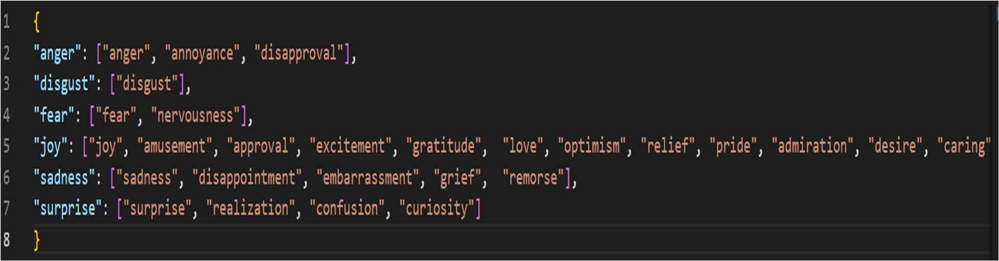 1 {
2 "anger": ["anger", "annoyance", "disapproval"],
3 "disgust": ["disgust"],
4 "fear": ["fear", "nervousness"],
5 "joy": ["joy", "amusement", "approval", "excitement", "gratitude",  "love", "optimism", "relief", "pride", "admiration", "desire", "caring"
6 "sadness": ["sadness", "disappointment", "embarrassment", "grief",  "remorse"],
7 "surprise": ["surprise", "realization", "confusion", "curiosity"]
8 }